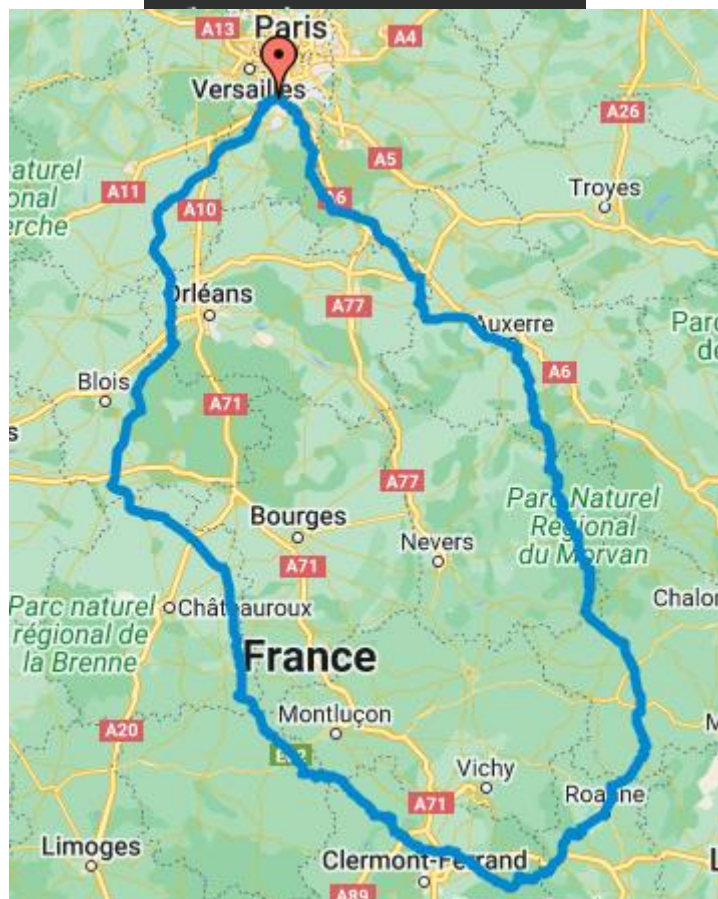 A13
Paris
A4
Versailles
A26
A5
aturel
onal
erche
A11
A10
A6
Troyes
Orléans
A77
Auxerre
Parc
de
Blois
A6
A71
s
A77
Parc Naturel
Régional
du Morvan
Bourges
Nevers
A71
Parc naturel
régional de
la Brenne
Châteauroux
Chalon
France
Montluçon
A20
Vichy
A71
Roanne
M
Limoges
Clermont-Ferrand
L
A89